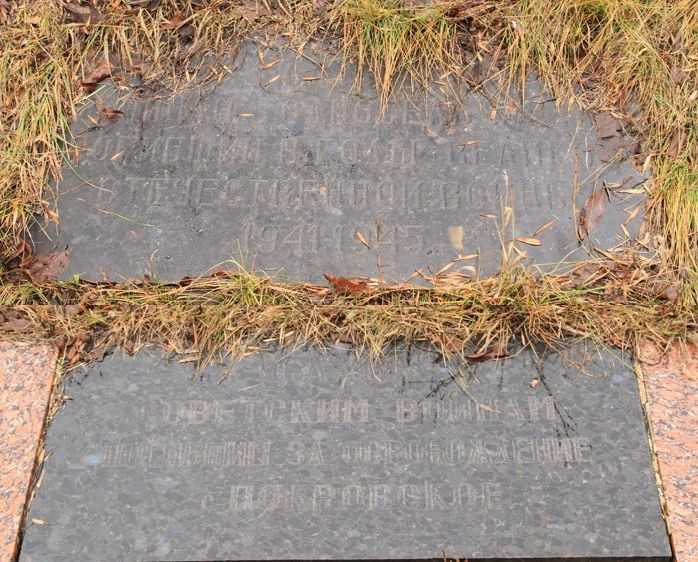 ПОГИБШИМ В ГОДЫ ВЕЛИКОЙ
ОТЕЧЕСТВЕННОЙ ВОЙНЫ
1941-1945
СОВЕТСКИМ ВОИНАМ
ПОГИБШИМ ЗА ОСВОБОЖДЕНИЕ
ПОКРОВСКОЕ